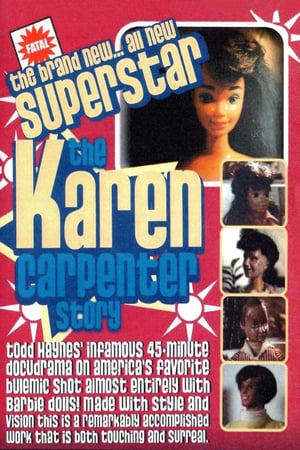 FATAL
the brand new... all new
superstar
the
Karen
carpenter
story
todd haynes' infamous 45-minute
docudrama on america's favorite
bulemic shot almost entirely with
Barbie dolls! made with style and
vision this is a remarkably accomplished
work that is both touching and surreal.